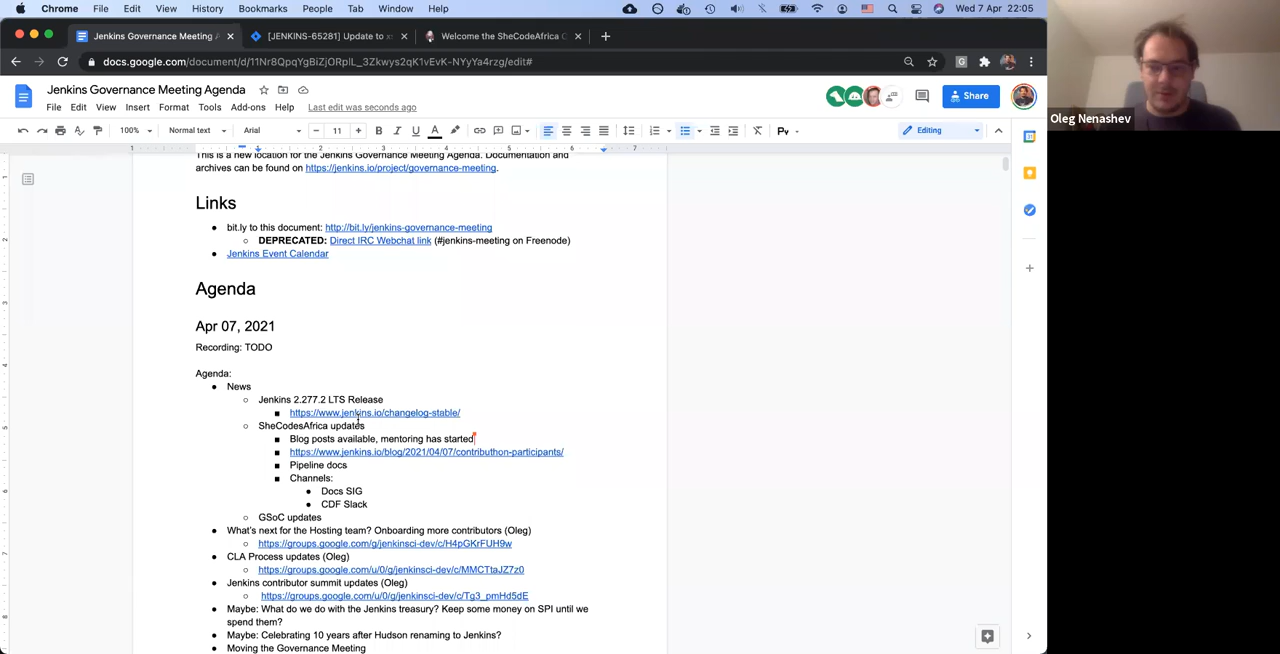 Chrome File Edit View History Bookmarks People Tab Window Help Wed 7 Apr 22:05
Jenkins Governance Meeting A [JENKINS-65281] Update to x Welcome the SheCodeAfrica C
docs.google.com/document/d/11Nr8QpqYgBiZjORplL_3Zkwys2qK1vEvK-NYyYa4rzg/edit#
Jenkins Governance Meeting Agenda
File Edit View Insert Format Tools Add-ons Help Last edit was seconds ago
Share
Oleg Nenashev
100% Normal text Arial 11 Editing
1 2 3 4 5 6 7
This is a new location for the Jenkins Governance Meeting Agenda. Documentation and
archives can be found on https://jenkins.io/project/governance-meeting.
Links
bit.ly to this document: http://bit.ly/jenkins-governance-meeting
DEPRECATED: Direct IRC Webchat link (#jenkins-meeting on Freenode)
Jenkins Event Calendar
Agenda
Apr 07, 2021
Recording: TODO
Agenda:
News
Jenkins 2.277.2 LTS Release
https://www.jenkins.io/changelog-stable/
SheCodesAfrica updates
Blog posts available, mentoring has started
https://www.jenkins.io/blog/2021/04/07/contributhon-participants/
Pipeline docs
Channels:
Docs SIG
CDF Slack
GSoC updates
What's next for the Hosting team? Onboarding more contributors (Oleg)
https://groups.google.com/g/jenkinsci-dev/c/H4pGKrFUH9w
CLA Process updates (Oleg)
https://groups.google.com/u/0/g/jenkinsci-dev/c/MMCTtaJZ7z0
Jenkins contributor summit updates (Oleg)
https://groups.google.com/u/0/g/jenkinsci-dev/c/Tg3_pmHd5dE
Maybe: What do we do with the Jenkins treasury? Keep some money on SPI until we
spend them?
Maybe: Celebrating 10 years after Hudson renaming to Jenkins?
Moving the Governance Meeting